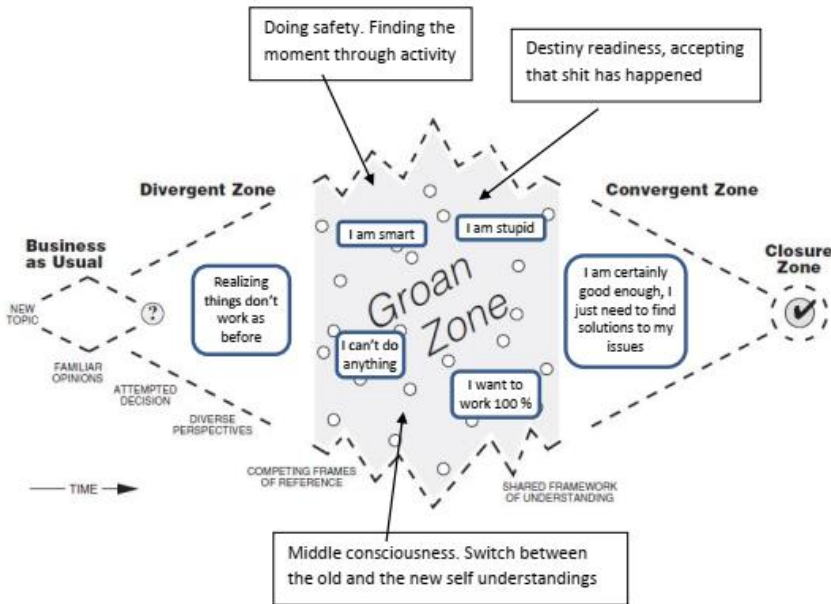 Doing safety. Finding the
moment through activity
Destiny readiness, accepting
that shit has happened
Divergent Zone
Convergent Zone
Business
as Usual
Closure
Zone
NEW
TOPIC
?
FAMILIAR
OPINIONS
ATTEMPTED
DECISION
DIVERSE
PERSPECTIVES
Realizing
things don't
work as
before
I am smart
I am stupid
Groan
Zone
I can't do
anything
I want to
work 100 %
I am certainly
good enough, I
just need to find
solutions to my
issues
COMPETING FRAMES
OF REFERENCE
SHARED FRAMEWORK
OF UNDERSTANDING
TIME
Middle consciousness. Switch between
the old and the new self understandings